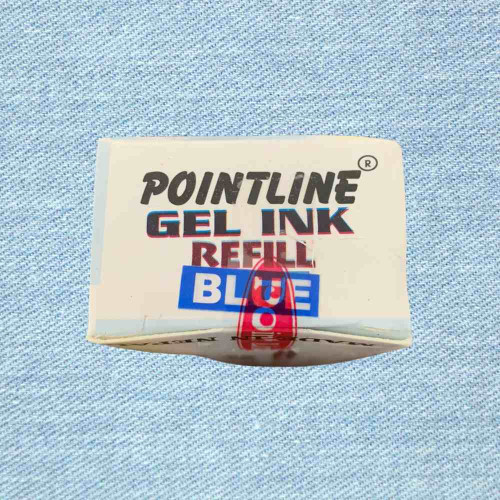 POINTLINE®
GEL INK
REFILL
BLUE